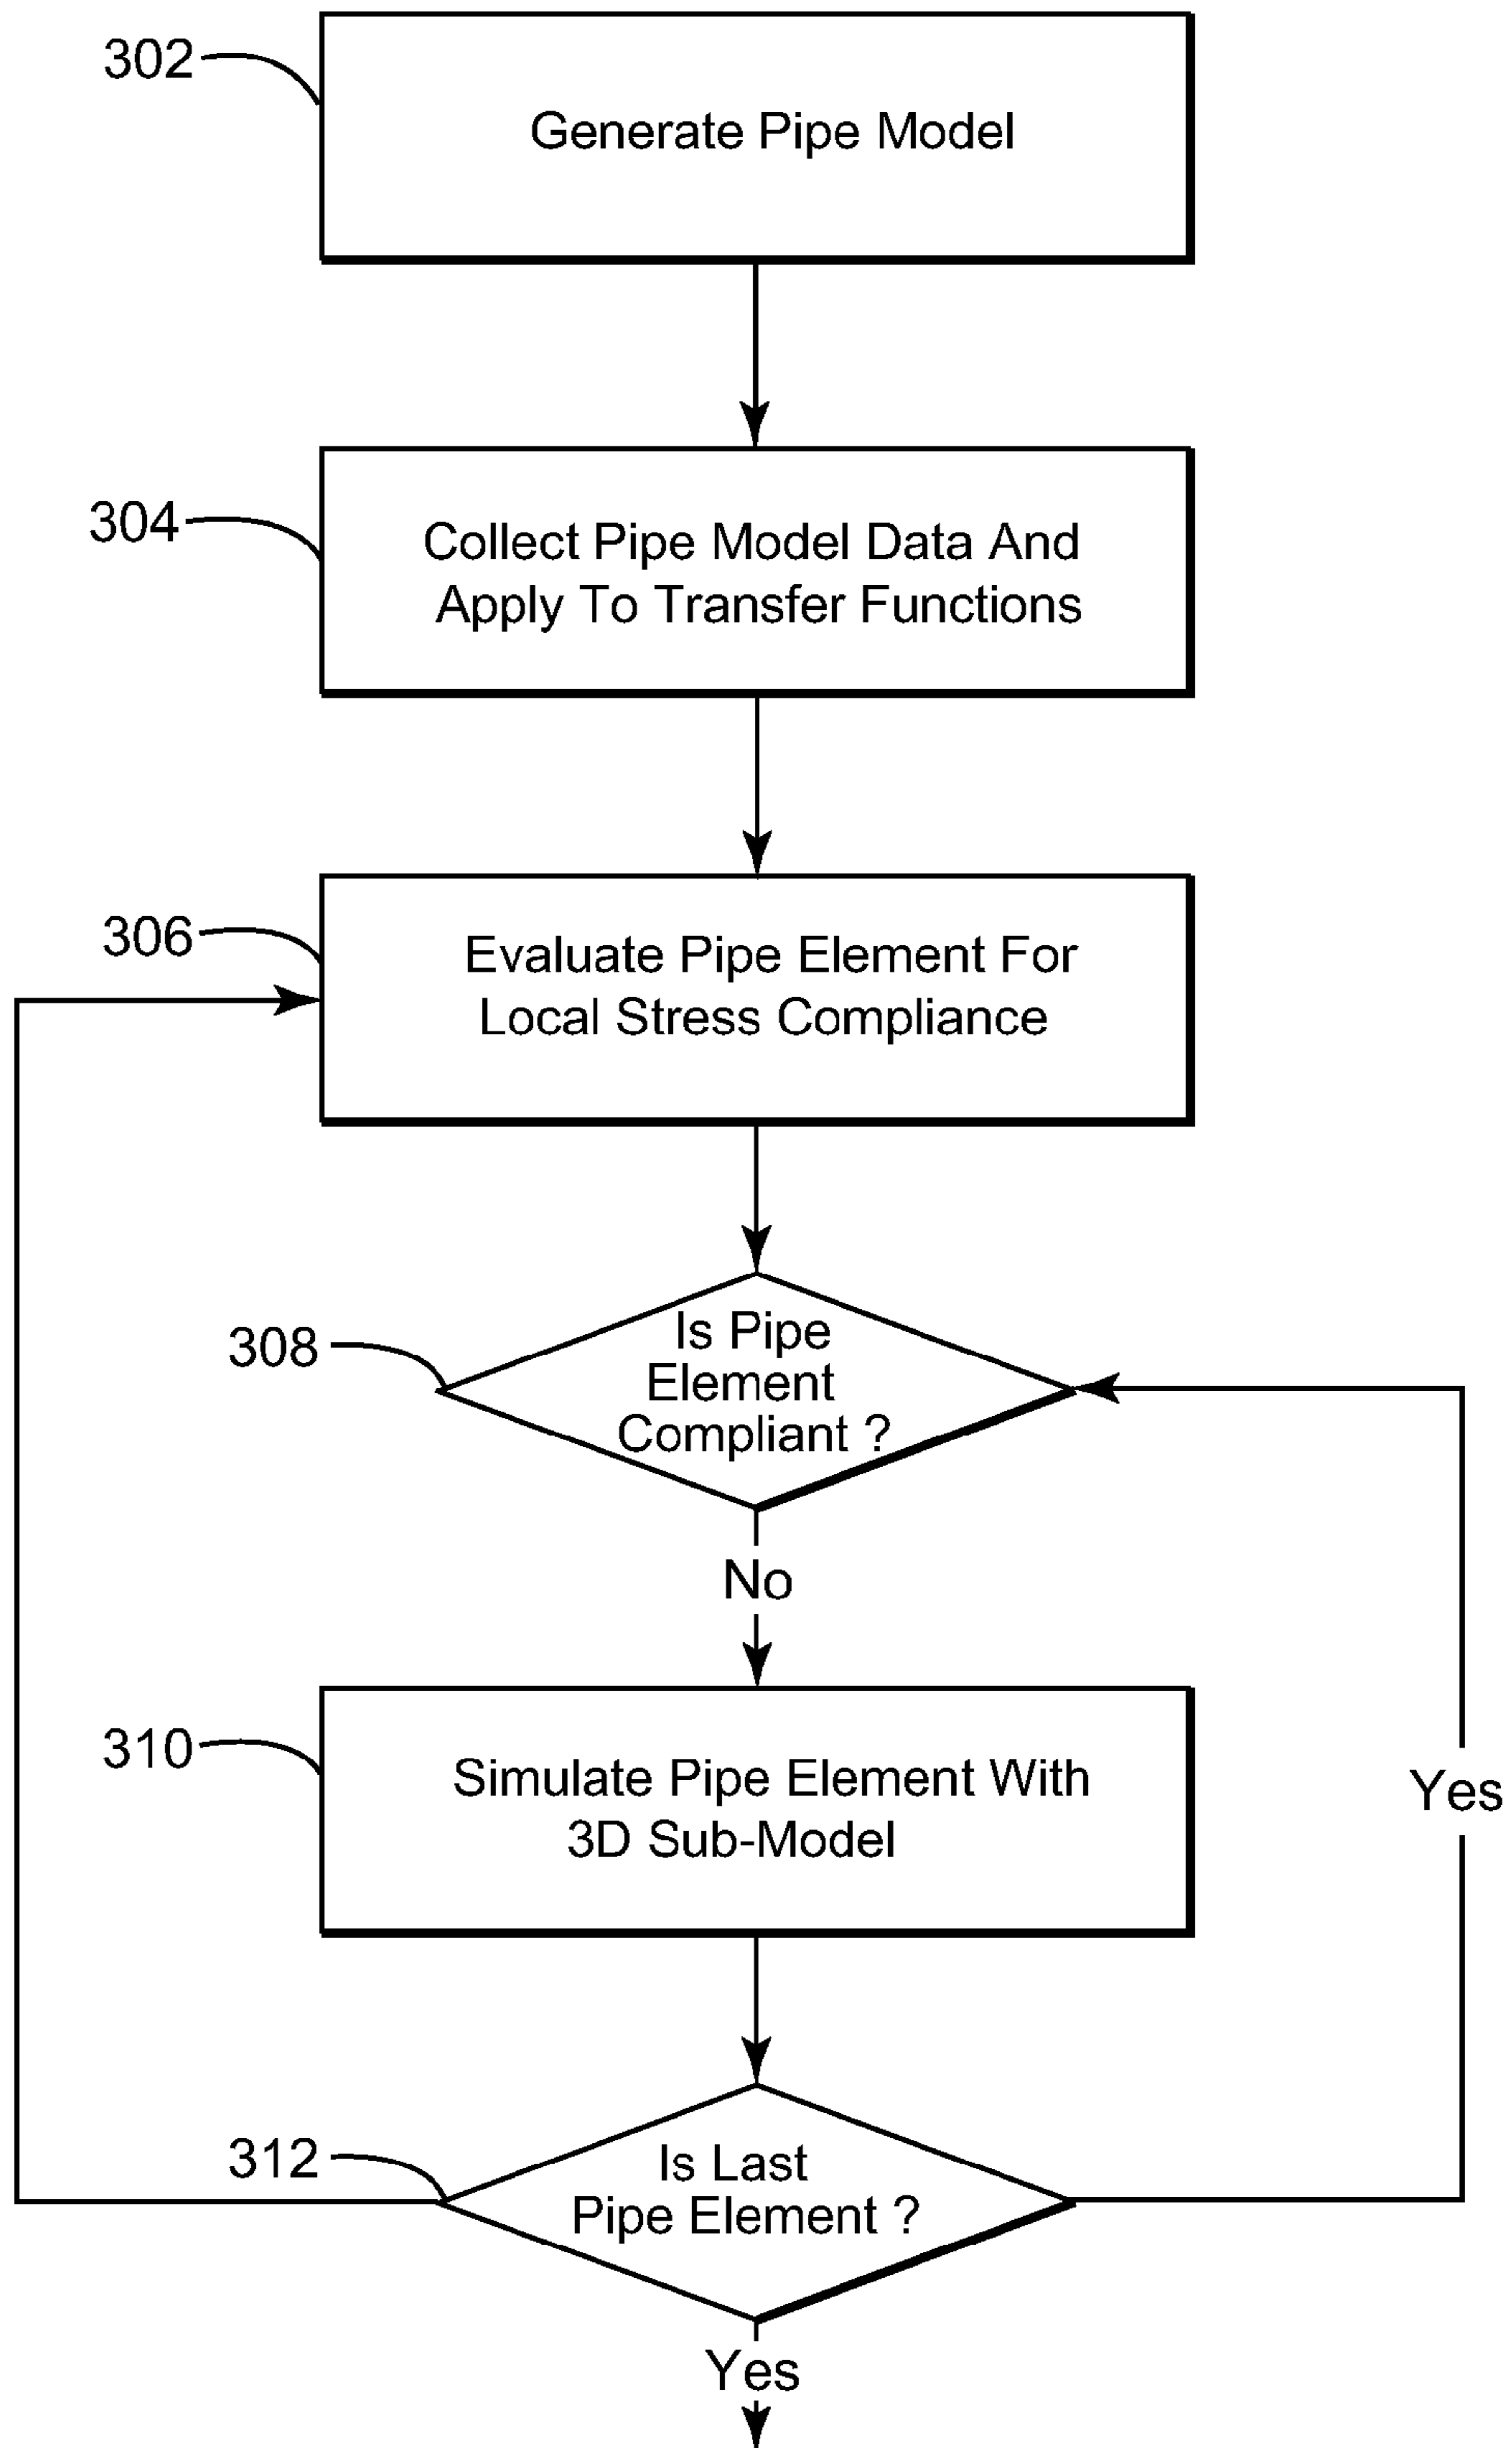 302
Generate Pipe Model
304
Collect Pipe Model Data And
Apply To Transfer Functions
306
Evaluate Pipe Element For
Local Stress Compliance
308
Is Pipe
Element
Compliant ?
No
310
Simulate Pipe Element With
3D Sub-Model
Yes
312
Is Last
Pipe Element ?
Yes